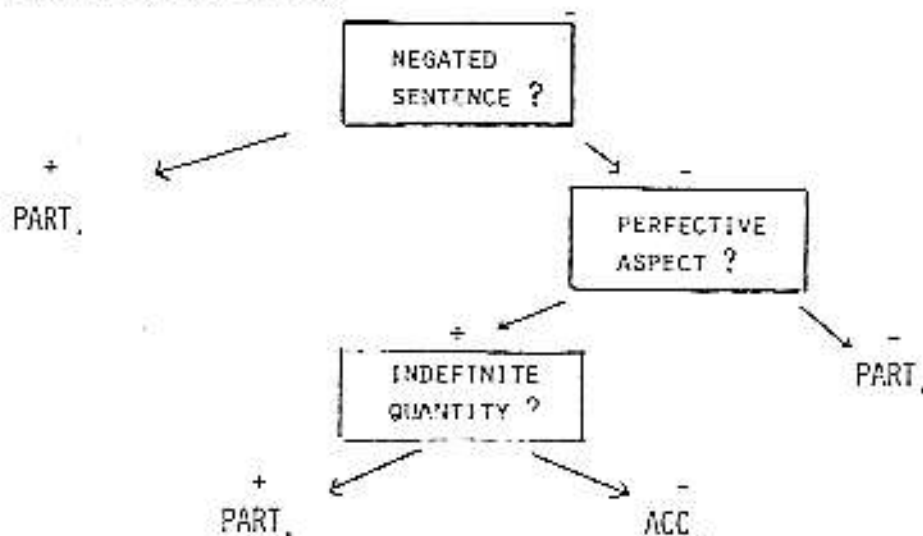 NEGATED
SENTENCE ?
+
PART.
-
PERFECTIVE
ASPECT ?
+
INDEFINITE
QUANTITY ?
-
PART.
+
PART.
-
ACC